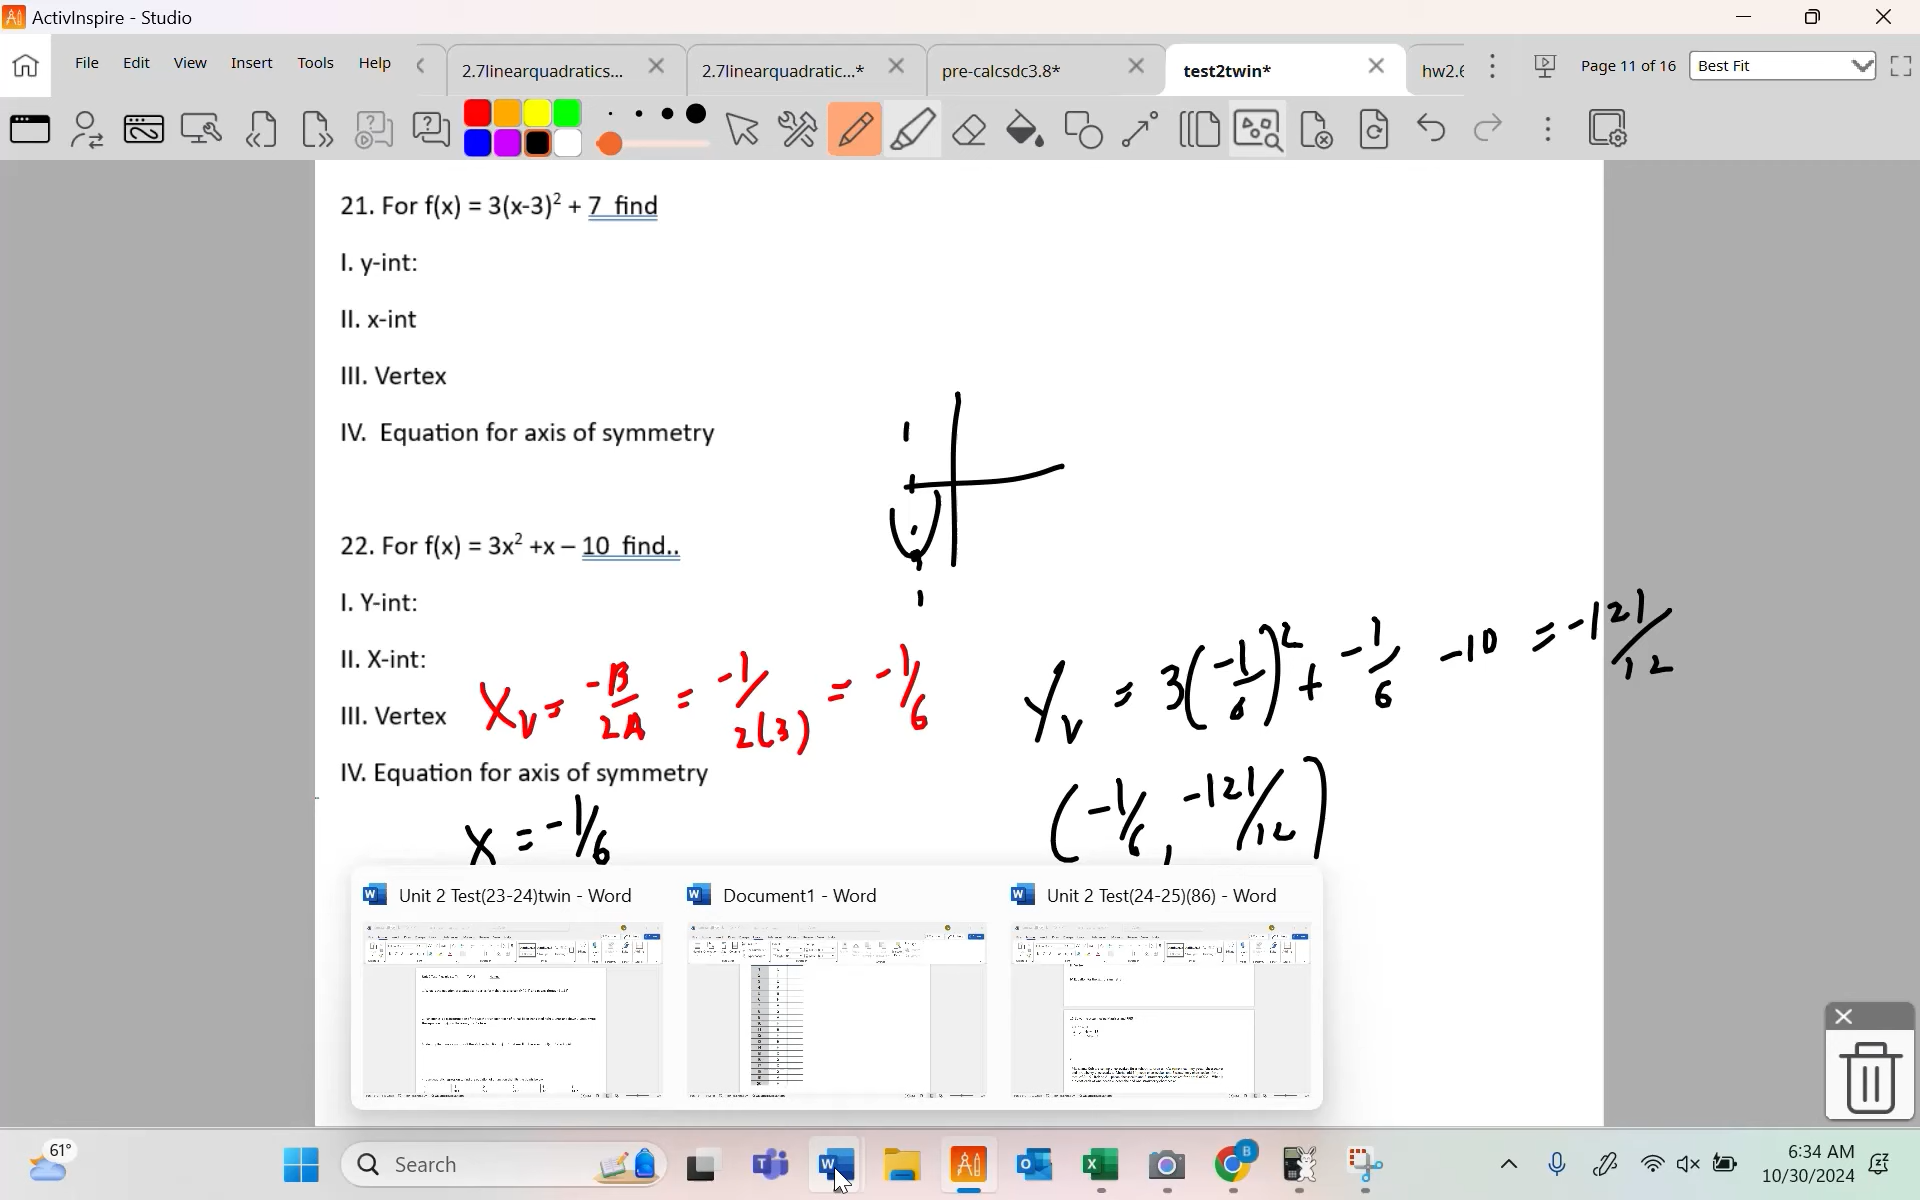 ActivInspire - Studio
File Edit View Insert Tools Help
2.7linearquadratics...
2.7linearquadratic...*
pre-calcsdc3.8*
test2twin*
hw2.6
Page 11 of 16
Best Fit
21. For f(x) = 3(x-3)² + 7 find
I. y-int:
II. x-int
III. Vertex
IV. Equation for axis of symmetry
22. For f(x) = 3x² +x – 10 find..
I. Y-int:
II. X-int:
III. Vertex
Xv = -B/2A = -1/2(3) = -1/6
Yv = 3(-1/6)² + -1/6 -10 = -121/12
IV. Equation for axis of symmetry
x = -1/6
(-1/6, -121/12)
Unit 2 Test(23-24)twin - Word
Document1 - Word
Unit 2 Test(24-25)(86) - Word
61°
Search
6:34 AM
10/30/2024